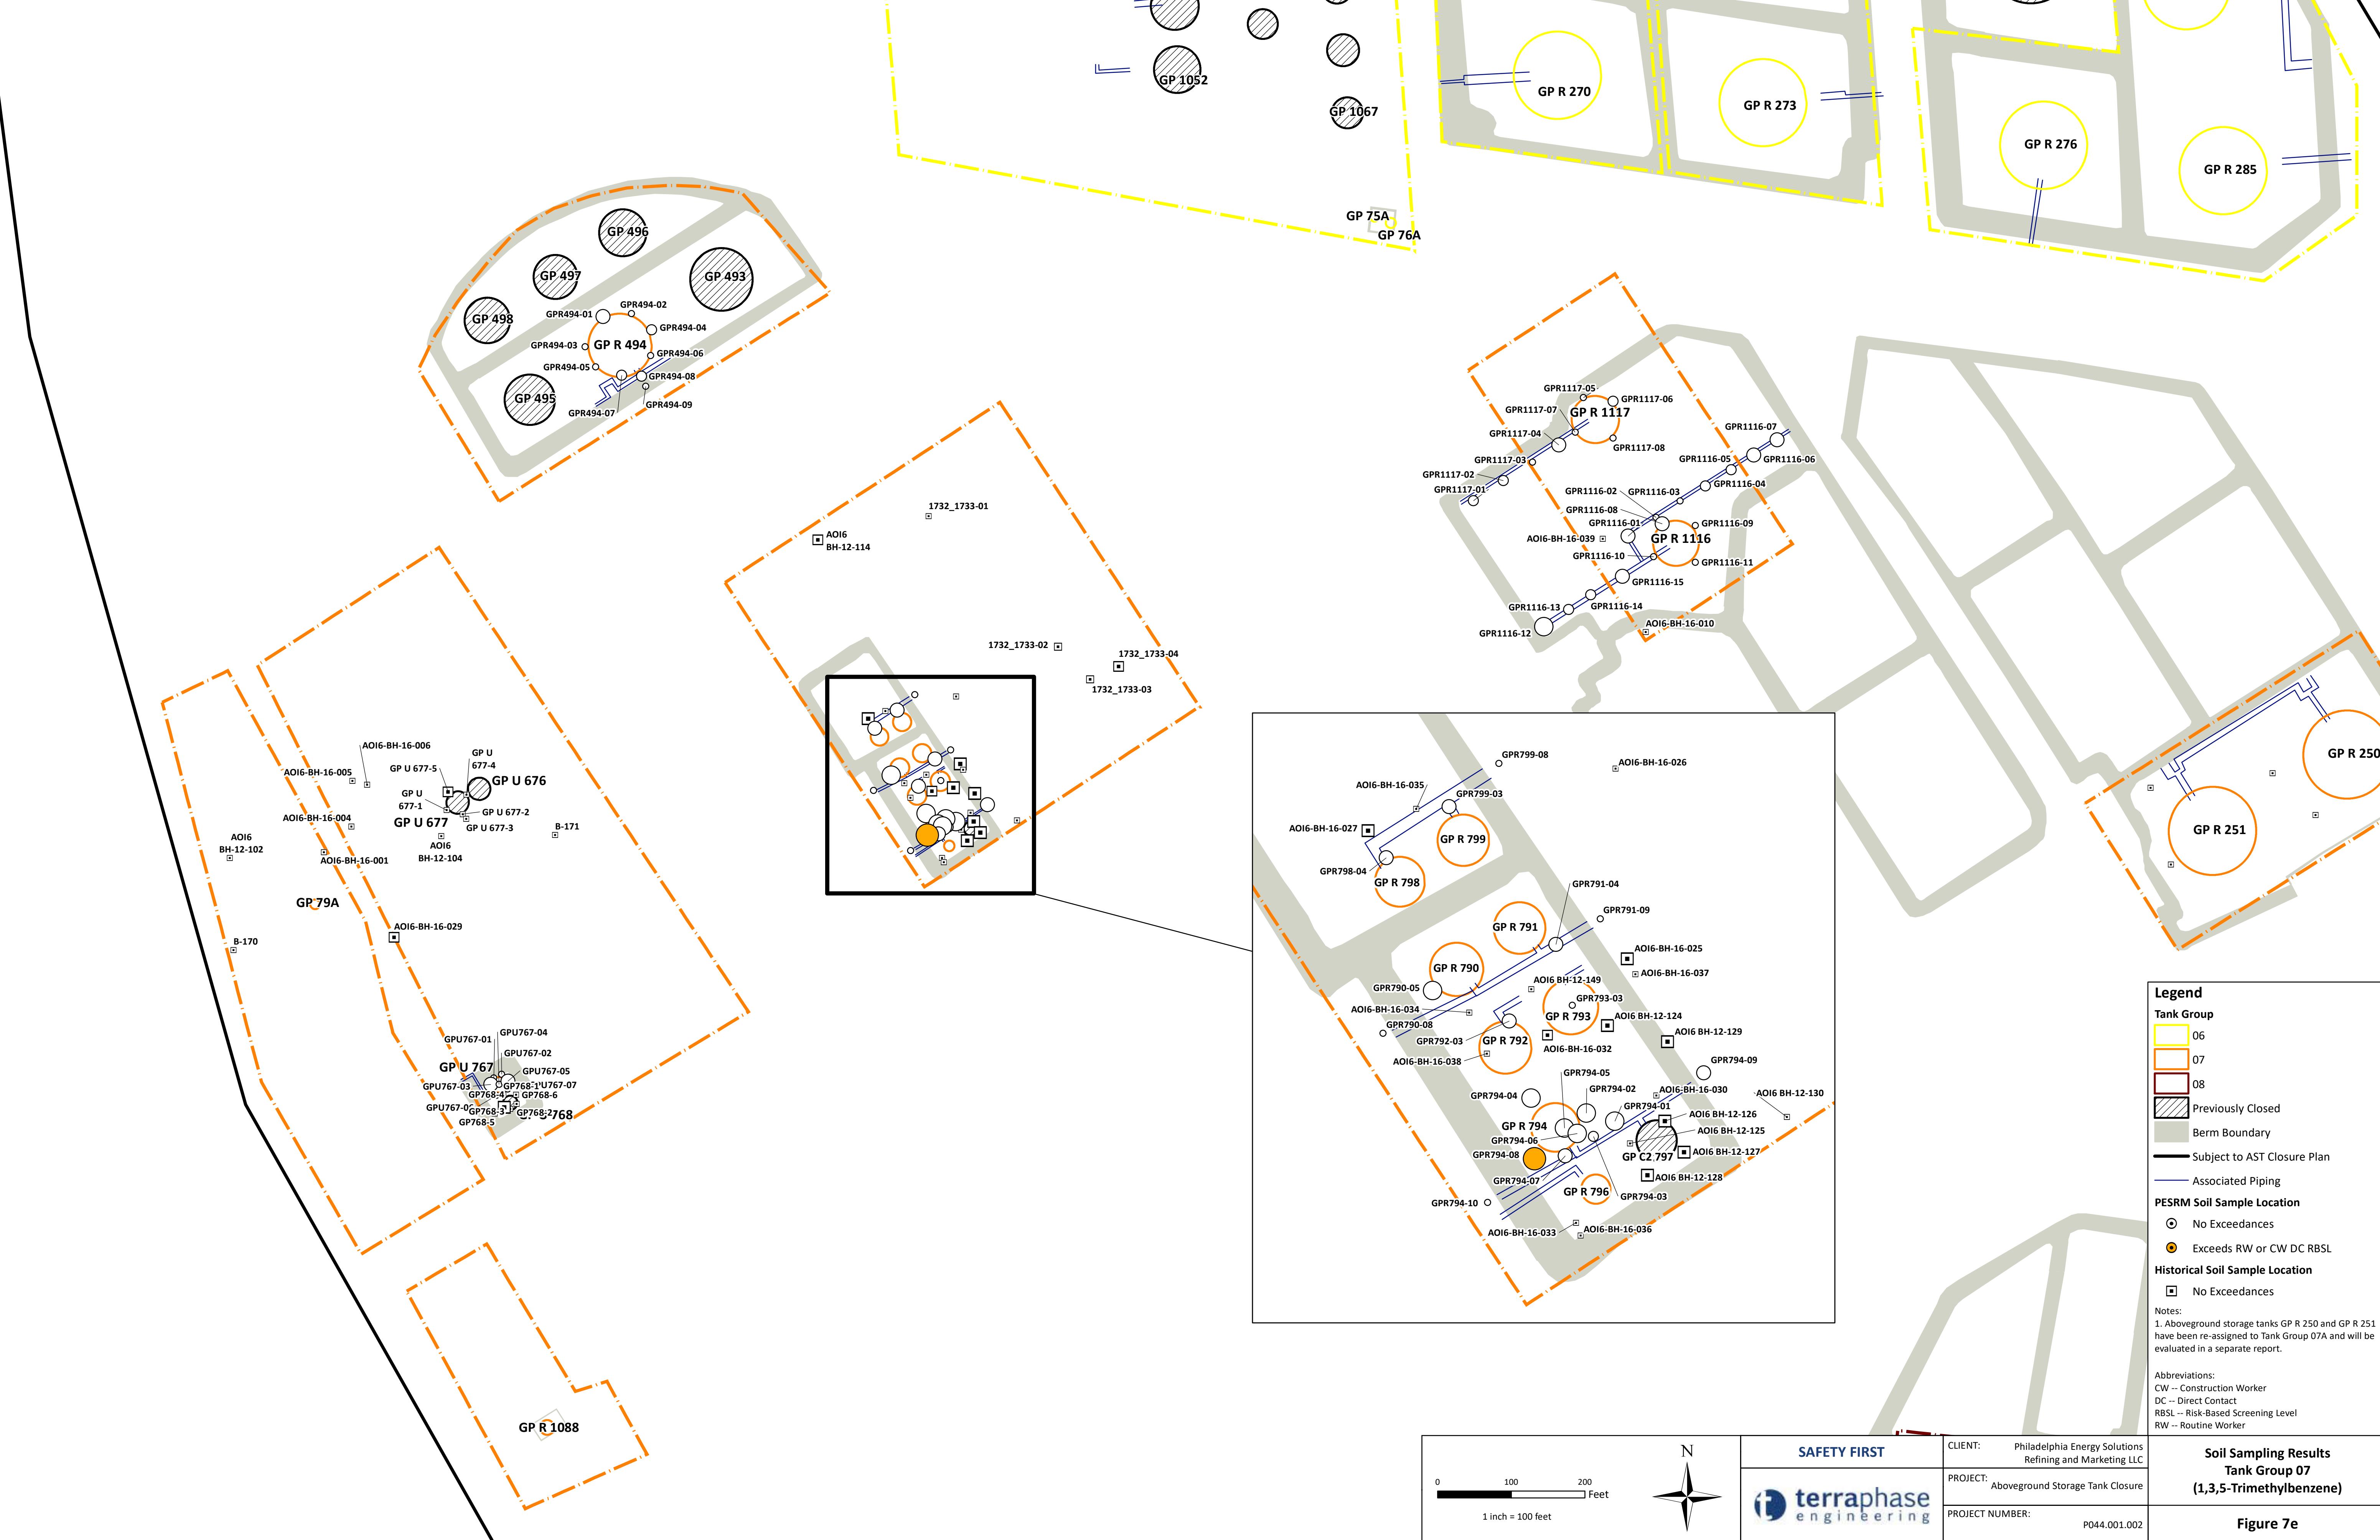 GP 1052
GP 1067
GP R 270
GP R 273
GP R 276
GP R 285
GP 75A
GP 76A
GP 496
GP 497
GP 493
GP 498
GP 495
GPR494-02
GPR494-01
GPR494-04
GPR494-03
GP R 494
GPR494-06
GPR494-05
GPR494-08
GPR494-09
GPR494-07
GPR1117-05
GPR1117-06
GPR1117-07
GP R 1117
GPR1117-04
GPR1117-08
GPR1117-03
GPR1117-02
GPR1117-01
GPR1116-07
GPR1116-05
GPR1116-06
GPR1116-04
GPR1116-02
GPR1116-03
GPR1116-08
GPR1116-01
GPR1116-09
AOI6-BH-16-039
GP R 1116
GPR1116-10
GPR1116-11
GPR1116-15
GPR1116-13
GPR1116-14
GPR1116-12
AOI6-BH-16-010
1732_1733-01
AOI6
BH-12-114
1732_1733-02
1732_1733-04
1732_1733-03
AOI6-BH-16-006
AOI6-BH-16-005
GP U 677-5
GP U
677-4
GP U 676
GP U
677-1
GP U 677-2
GP U 677
GP U 677-3
AOI6-BH-16-004
AOI6
BH-12-102
AOI6-BH-16-001
AOI6
BH-12-104
B-171
GP 79A
AOI6-BH-16-029
B-170
GPU767-04
GPU767-01
GPU767-02
GP U 767
GPU767-05
GPU767-03
GP768-1
U767-07
GP768-4
GP768-6
GPU767-0
GP768-3
GP768-2
768
GP768-5
GP R 1088
GP R 250
GP R 251
GPR799-08
AOI6-BH-16-026
AOI6-BH-16-035
GPR799-03
AOI6-BH-16-027
GP R 799
GPR798-04
GP R 798
GPR791-04
GPR791-09
GP R 791
AOI6-BH-16-025
GP R 790
AOI6-BH-16-037
AOI6 BH-12-149
GPR790-05
GPR793-03
AOI6-BH-16-034
GP R 793
AOI6 BH-12-124
GPR790-08
AOI6 BH-12-129
GPR792-03
GP R 792
AOI6-BH-16-032
AOI6-BH-16-038
GPR794-09
GPR794-05
GPR794-02
AOI6-BH-16-030
AOI6 BH-12-130
GPR794-04
GPR794-01
AOI6 BH-12-126
GP R 794
AOI6 BH-12-125
GPR794-06
GPR794-08
GP C2 797
AOI6 BH-12-127
GPR794-07
AOI6 BH-12-128
GP R 796
GPR794-03
GPR794-10
AOI6-BH-16-033
AOI6-BH-16-036
Legend
Tank Group
06
07
08
Previously Closed
Berm Boundary
Subject to AST Closure Plan
Associated Piping
PESRM Soil Sample Location
No Exceedances
Exceeds RW or CW DC RBSL
Historical Soil Sample Location
No Exceedances
Notes:
1. Aboveground storage tanks GP R 250 and GP R 251
have been re-assigned to Tank Group 07A and will be
evaluated in a separate report.
Abbreviations:
CW -- Construction Worker
DC -- Direct Contact
RBSL -- Risk-Based Screening Level
RW -- Routine Worker
0 100 200
Feet
1 inch = 100 feet
N
SAFETY FIRST
terraphase
engineering
CLIENT: Philadelphia Energy Solutions
Refining and Marketing LLC
PROJECT:
Aboveground Storage Tank Closure
PROJECT NUMBER:
P044.001.002
Soil Sampling Results
Tank Group 07
(1,3,5-Trimethylbenzene)
Figure 7e